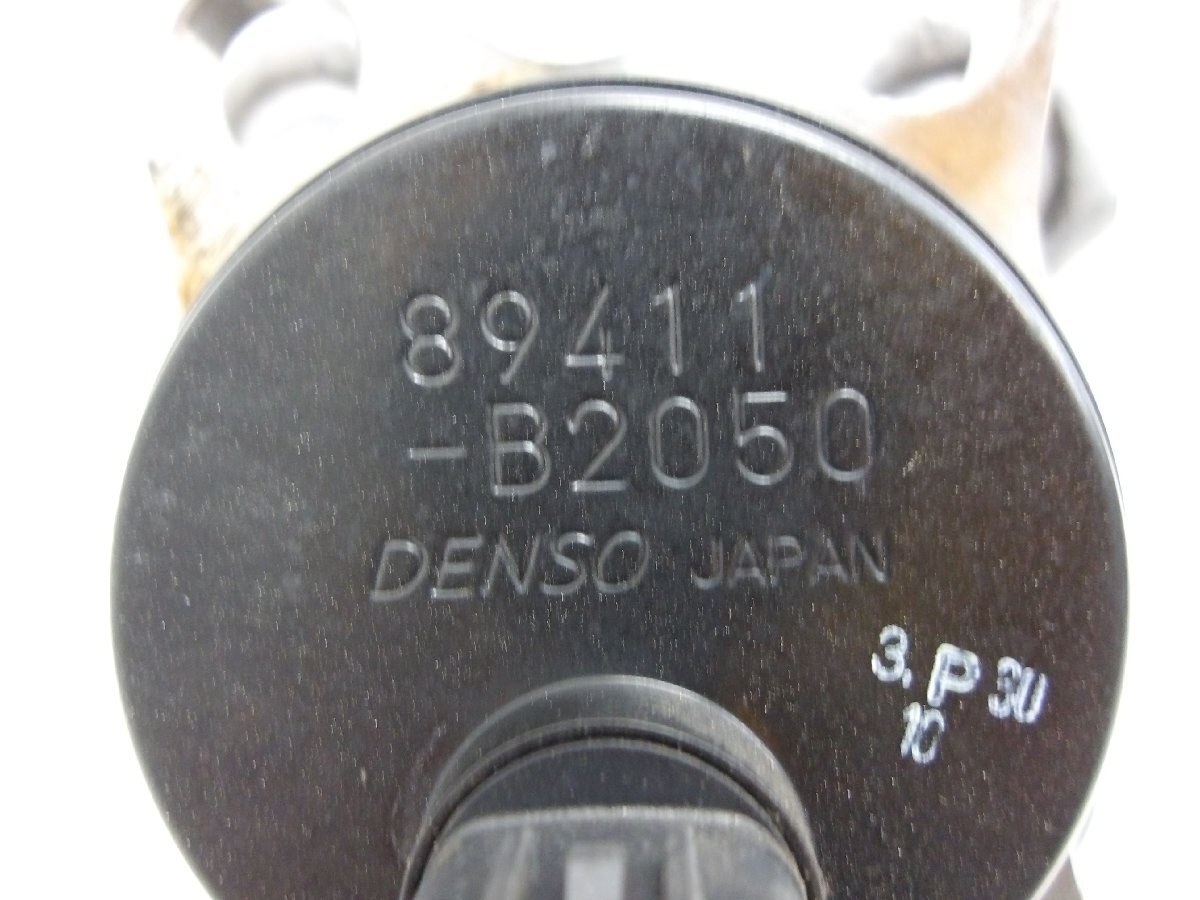 89411
-B2050
DENSO JAPAN
3. P 3U
10